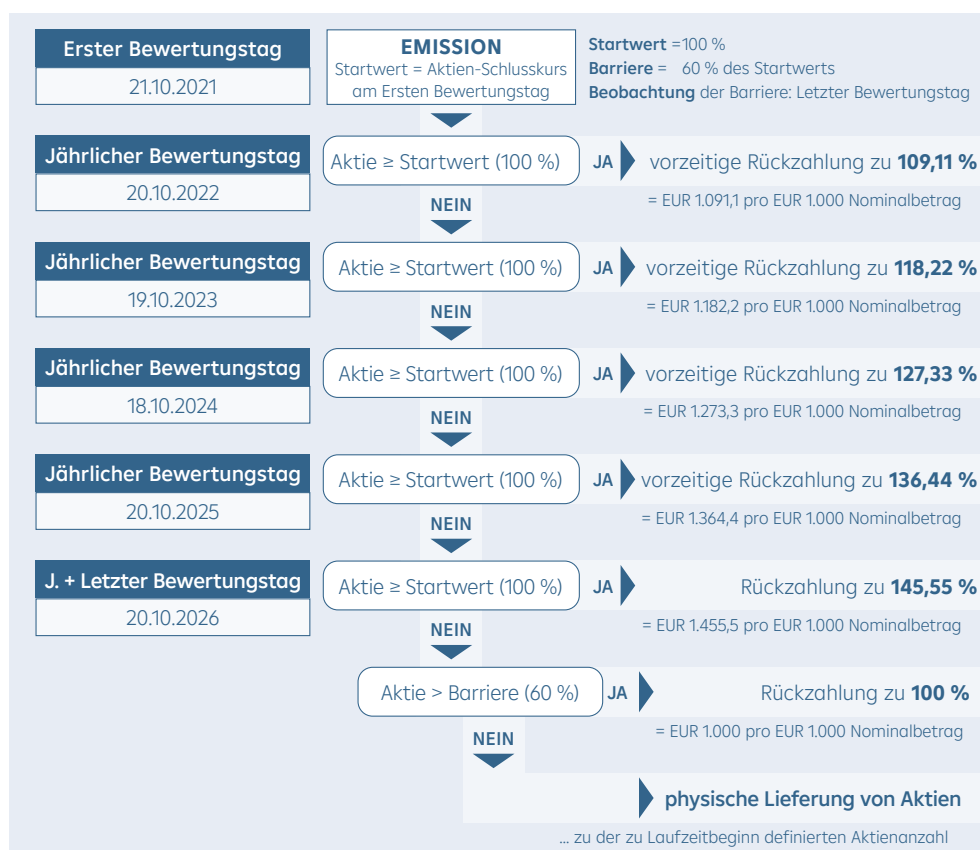 Erster Bewertungstag
21.10.2021
EMISSION
Startwert = Aktien-Schlusskurs
am Ersten Bewertungstag
Startwert =100 %
Barriere = 60 % des Startwerts
Beobachtung der Barriere: Letzter Bewertungstag
Jährlicher Bewertungstag
20.10.2022
Aktie ≥ Startwert (100 %)
JA
vorzeitige Rückzahlung zu 109,11 %
= EUR 1.091,1 pro EUR 1.000 Nominalbetrag
NEIN
Jährlicher Bewertungstag
19.10.2023
Aktie ≥ Startwert (100 %)
JA
vorzeitige Rückzahlung zu 118,22 %
= EUR 1.182,2 pro EUR 1.000 Nominalbetrag
NEIN
Jährlicher Bewertungstag
18.10.2024
Aktie ≥ Startwert (100 %)
JA
vorzeitige Rückzahlung zu 127,33 %
= EUR 1.273,3 pro EUR 1.000 Nominalbetrag
NEIN
Jährlicher Bewertungstag
20.10.2025
Aktie ≥ Startwert (100 %)
JA
vorzeitige Rückzahlung zu 136,44 %
= EUR 1.364,4 pro EUR 1.000 Nominalbetrag
NEIN
J. + Letzter Bewertungstag
20.10.2026
Aktie ≥ Startwert (100 %)
JA
Rückzahlung zu 145,55 %
= EUR 1.455,5 pro EUR 1.000 Nominalbetrag
NEIN
Aktie > Barriere (60 %)
JA
Rückzahlung zu 100 %
= EUR 1.000 pro EUR 1.000 Nominalbetrag
NEIN
physische Lieferung von Aktien
... zu der zu Laufzeitbeginn definierten Aktienanzahl